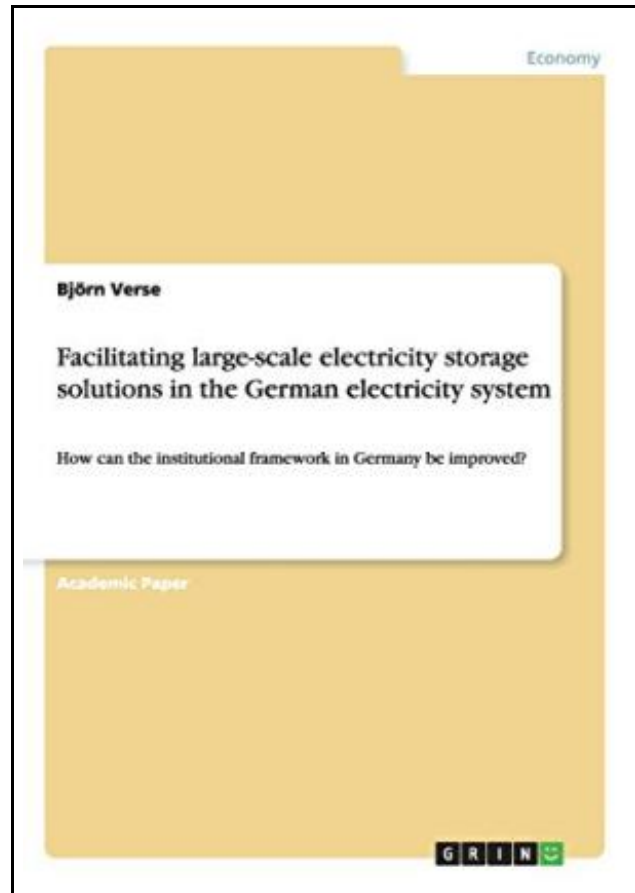 Economy
Björn Verse
Facilitating large-scale electricity storage
solutions in the German electricity system
How can the institutional framework in Germany be improved?
Academic Paper
GRIN